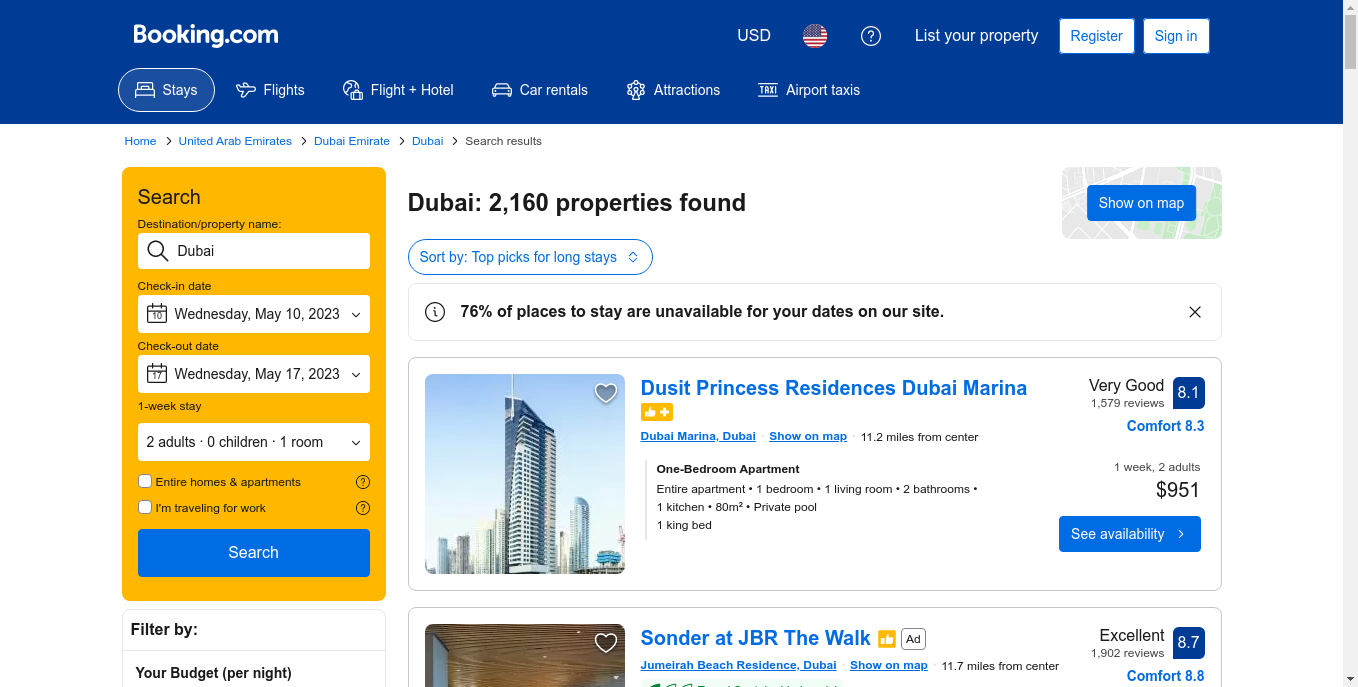 Booking.com
USD
List your property
Register
Sign in
Stays
Flights
Flight + Hotel
Car rentals
Attractions
TAXI
Airport taxis
Home
United Arab Emirates
Dubai Emirate
Dubai
Search results
Search
Destination/property name:
Dubai
Check-in date
10
Wednesday, May 10, 2023
Check-out date
17
Wednesday, May 17, 2023
1-week stay
2 adults · 0 children · 1 room
Entire homes & apartments
I'm traveling for work
Search
Filter by:
Your Budget (per night)
Dubai: 2,160 properties found
Show on map
Sort by: Top picks for long stays
76% of places to stay are unavailable for your dates on our site.
Dusit Princess Residences Dubai Marina
Dubai Marina, Dubai · Show on map · 11.2 miles from center
One-Bedroom Apartment
Entire apartment • 1 bedroom • 1 living room • 2 bathrooms •
1 kitchen • 80m² • Private pool
1 king bed
Very Good
1,579 reviews
8.1
Comfort 8.3
1 week, 2 adults
$951
See availability
Sonder at JBR The Walk
Ad
Jumeirah Beach Residence, Dubai · Show on map · 11.7 miles from center
Excellent
1,902 reviews
8.7
Comfort 8.8